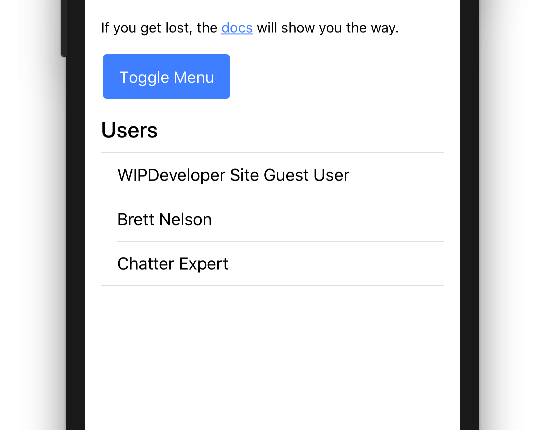 If you get lost, the docs will show you the way.
Toggle Menu
Users
WIPDeveloper Site Guest User
Brett Nelson
Chatter Expert